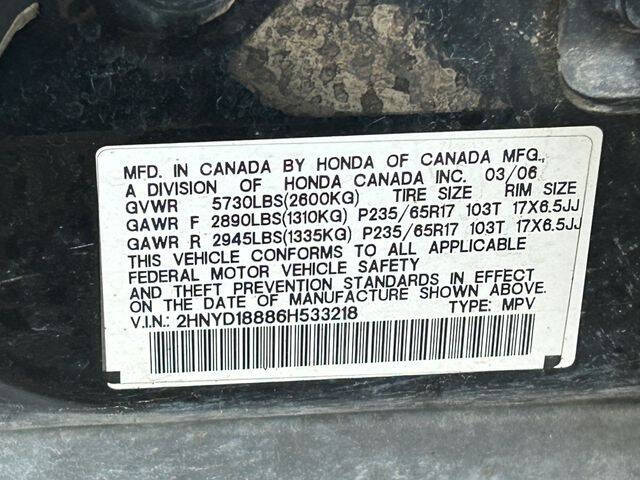 MFD. IN CANADA BY HONDA OF CANADA MFG.,
A DIVISION OF HONDA CANADA INC. 03/06
GVWR 5730LBS(2600KG) TIRE SIZE RIM SIZE
GAWR F 2890LBS(1310KG) P235/65R17 103T 17X6.5JJ
GAWR R 2945LBS(1335KG) P235/65R17 103T 17X6.5JJ
THIS VEHICLE CONFORMS TO ALL APPLICABLE
FEDERAL MOTOR VEHICLE SAFETY
AND THEFT PREVENTION STANDARDS IN EFFECT
ON THE DATE OF MANUFACTURE SHOWN ABOVE.
V.I.N.: 2HNYD18886H533218 TYPE: MPV